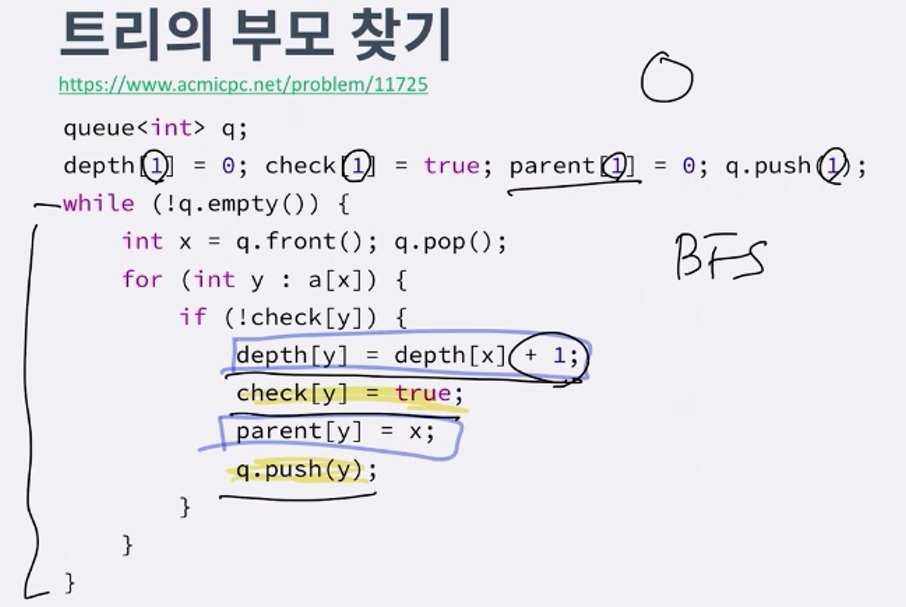 트리의 부모 찾기
https://www.acmicpc.net/problem/11725
queue<int> q;
depth[1] = 0; check[1] = true; parent[1] = 0; q.push(1);
while (!q.empty()) {
int x = q.front(); q.pop();
for (int y : a[x]) {
BFS
if (!check[y]) {
depth[y] = depth[x] + 1;
check[y] = true;
parent[y] = x;
q.push(y);
}
}
}